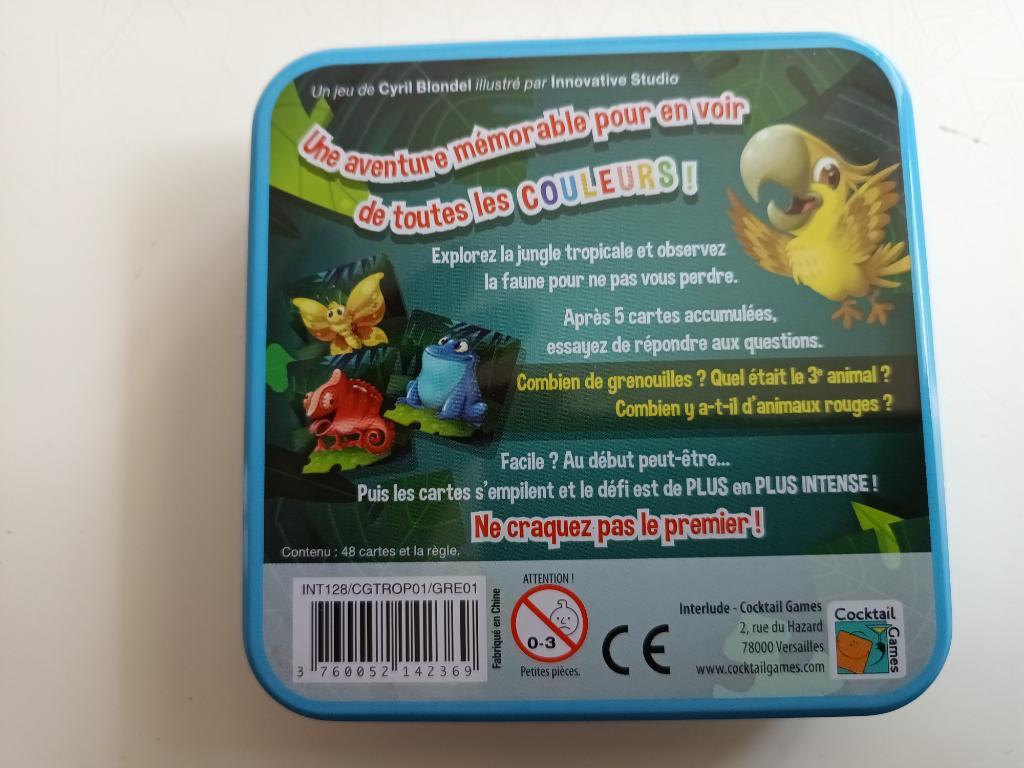 Un jeu de Cyril Blondel illustré par Innovative Studio
Une aventure mémorable pour en voir
de toutes les COULEURS !
Explorez la jungle tropicale et observez
la faune pour ne pas vous perdre.
Après 5 cartes accumulées,
essayez de répondre aux questions.
Combien de grenouilles ? Quel était le 3e animal ?
Combien y a-t-il d'animaux rouges ?
Facile ? Au début peut-être...
Puis les cartes s'empilent et le défi est de PLUS en PLUS INTENSE !
Ne craquez pas le premier !
Contenu : 48 cartes et la règle.
INT128/CGTROP01/GRE01
3 760052 142369
Fabriqué en Chine
ATTENTION !
0-3
Petites pièces.
CE
Interlude - Cocktail Games
2, rue du Hazard
78000 Versailles
www.cocktailgames.com
Cocktail
Games